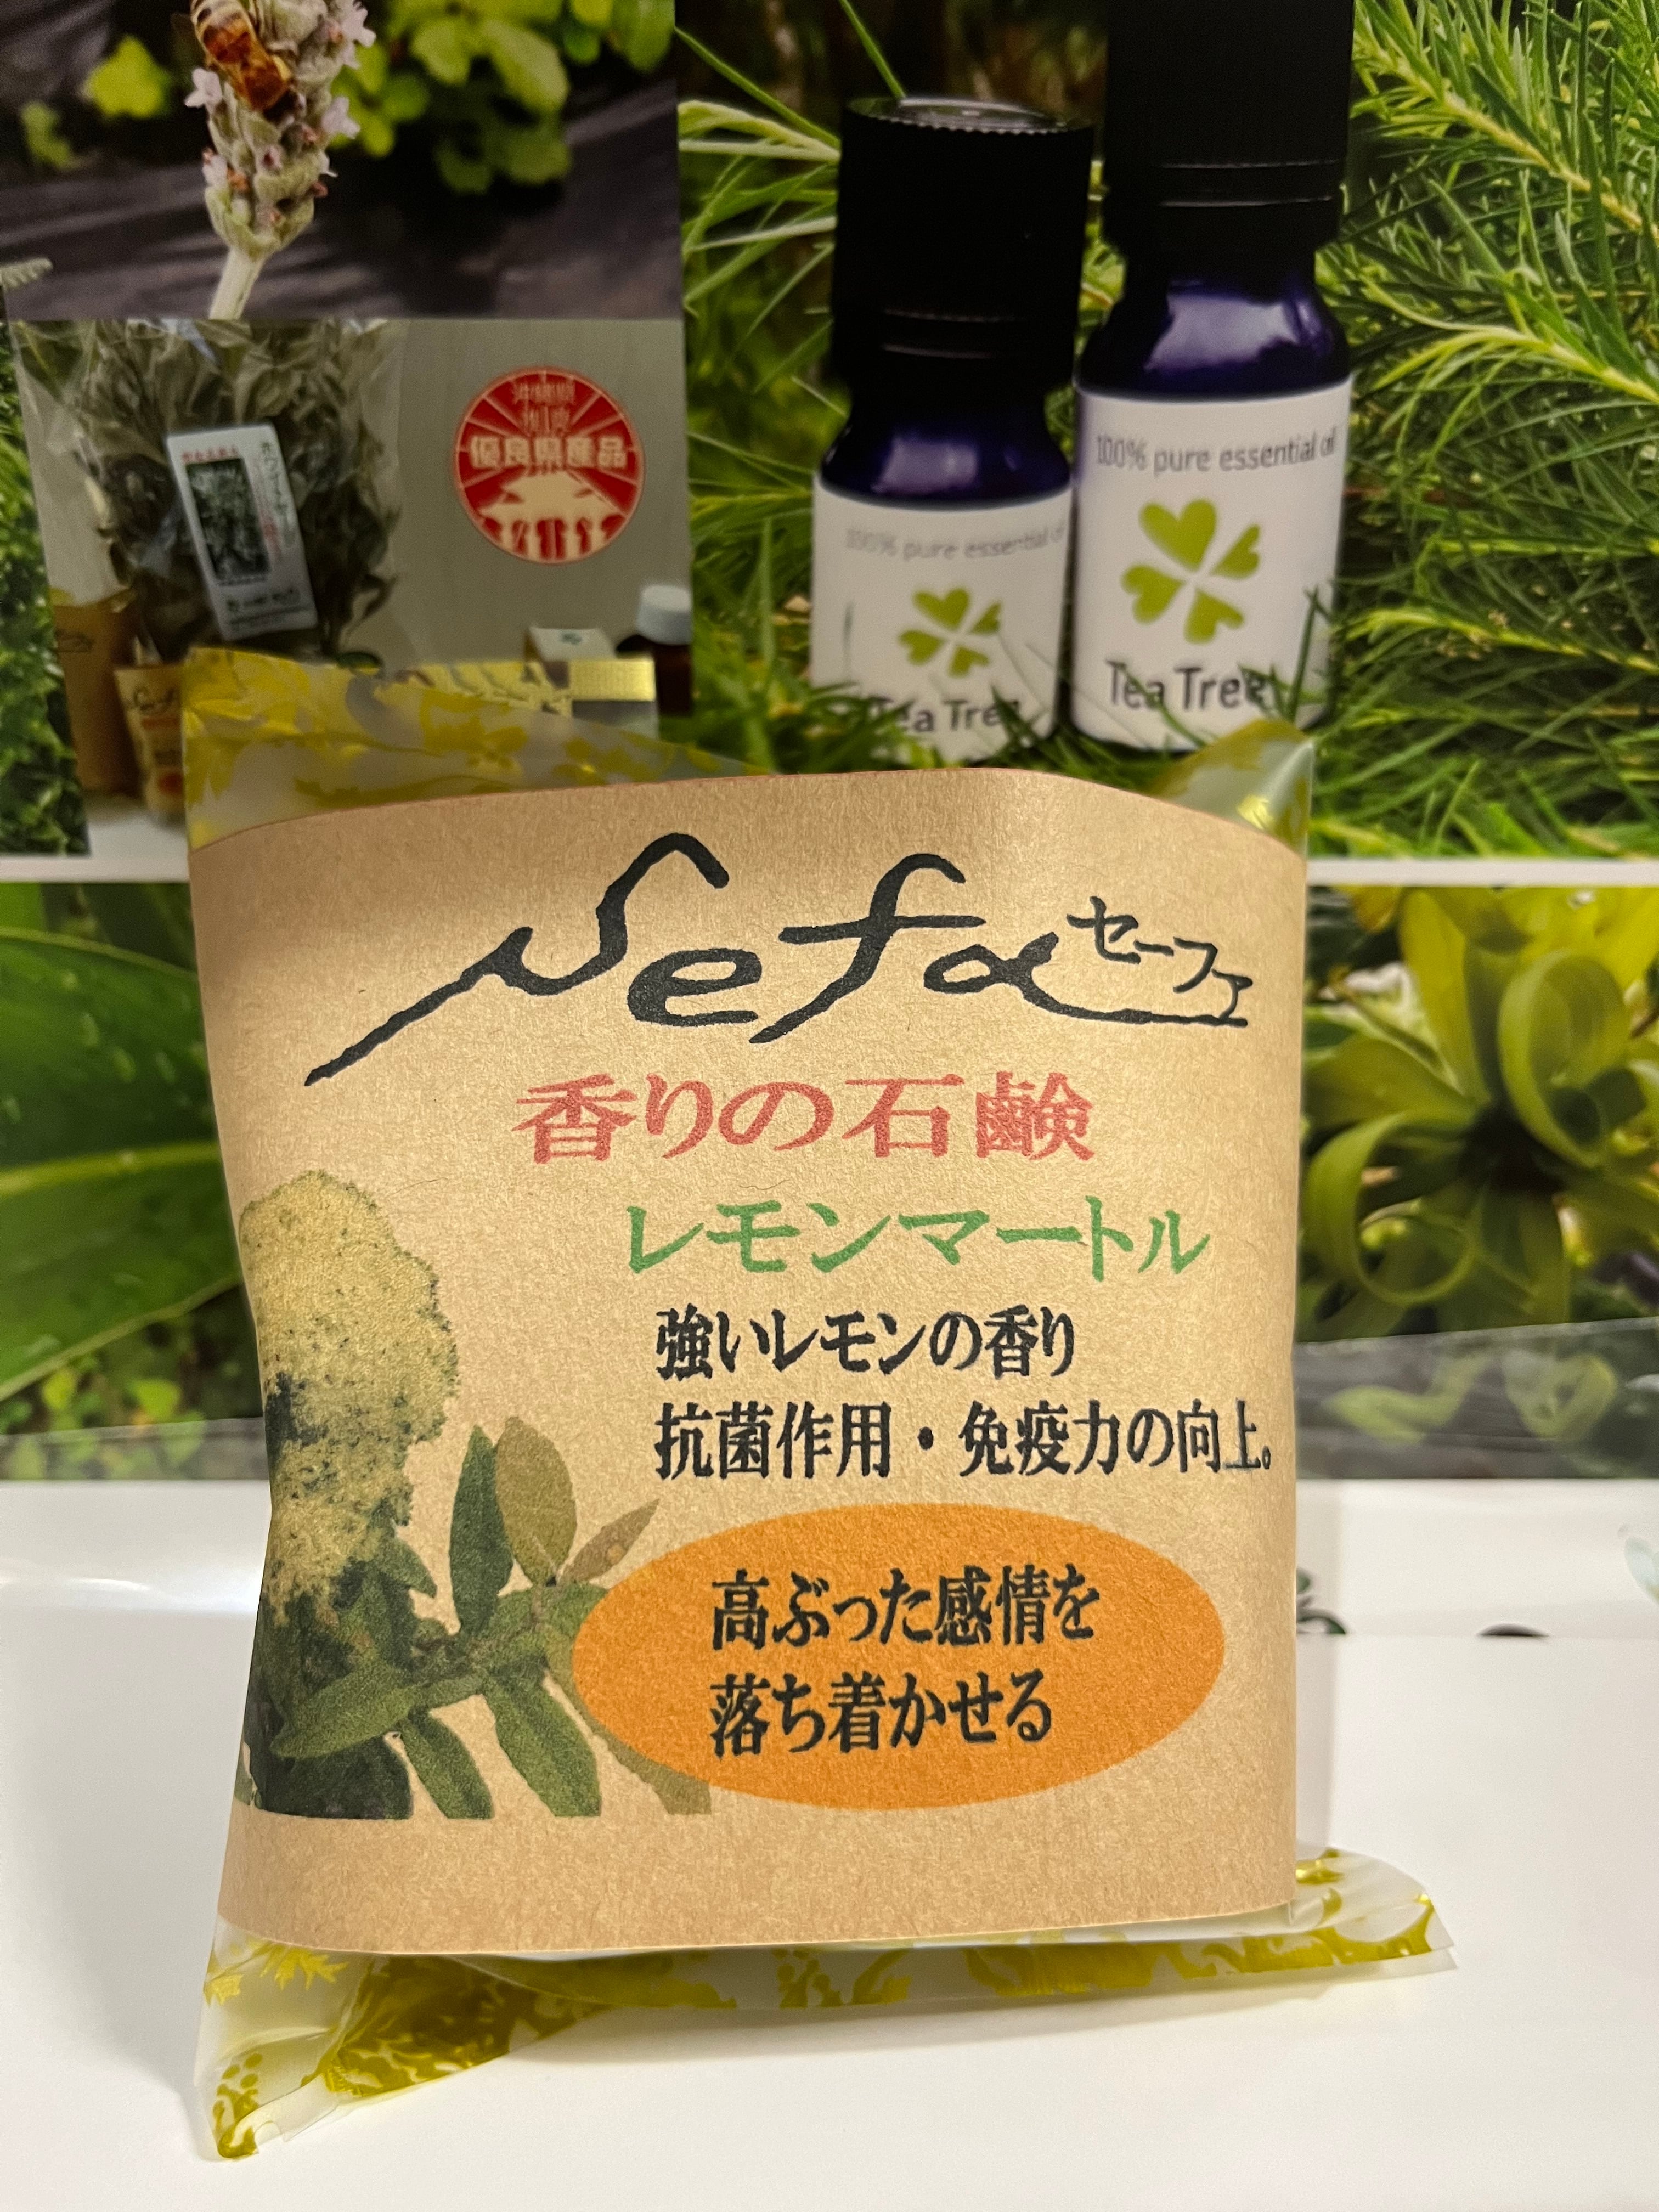 沖縄県
優良県産品
100% pure essential oil
Tea Tree
100% pure essential oil
Tea Tree
Sefa セーファ
香りの石鹸
レモンマートル
強いレモンの香り
抗菌作用・免疫力の向上。
高ぶった感情を
落ち着かせる